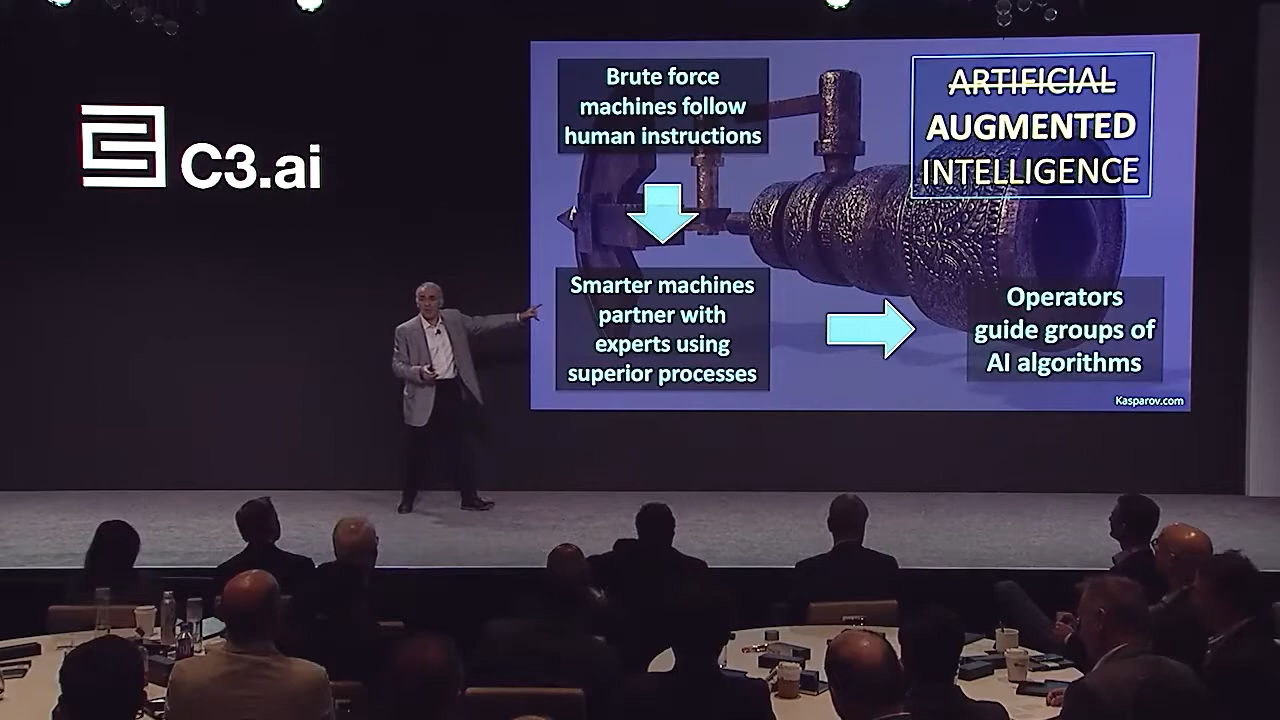 C3.ai
Brute force
machines follow
human instructions
ARTIFICIAL
AUGMENTED
INTELLIGENCE
Smarter machines
partner with
experts using
superior processes
Operators
guide groups of
AI algorithms
Kasparov.com